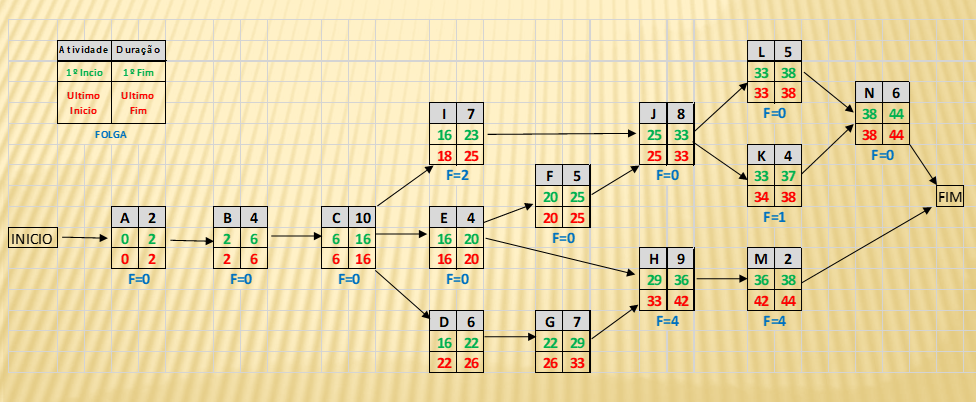 Atividade Duração
1º Incio 1º Fim
Ultimo Inicio Ultimo Fim
FOLGA
L 5
33 38
33 38
F=0
N 6
38 44
38 44
F=0
I 7
16 23
18 25
F=2
J 8
25 33
25 33
F=0
K 4
33 37
34 38
F=1
F 5
20 25
20 25
F=0
FIM
INICIO
A 2
0 2
0 2
F=0
B 4
2 6
2 6
F=0
C 10
6 16
6 16
F=0
E 4
16 20
16 20
F=0
H 9
29 36
33 42
F=4
M 2
36 38
42 44
F=4
D 6
16 22
22 26
G 7
22 29
26 33